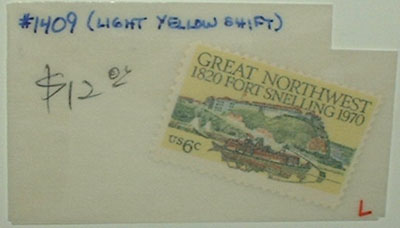 #1409 (LIGHT YELLOW SHIFT)
$12.00
GREAT NORTHWEST
1820 FORT SNELLING 1970
US 6c
L